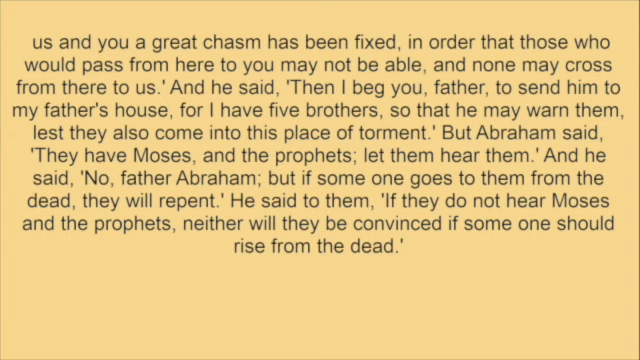 us and you a great chasm has been fixed, in order that those who
would pass from here to you may not be able, and none may cross
from there to us.' And he said, 'Then I beg you, father, to send him to
my father's house, for I have five brothers, so that he may warn them,
lest they also come into this place of torment.' But Abraham said,
'They have Moses, and the prophets; let them hear them.' And he
said, 'No, father Abraham; but if some one goes to them from the
dead, they will repent.' He said to them, 'If they do not hear Moses
and the prophets, neither will they be convinced if some one should
rise from the dead.'